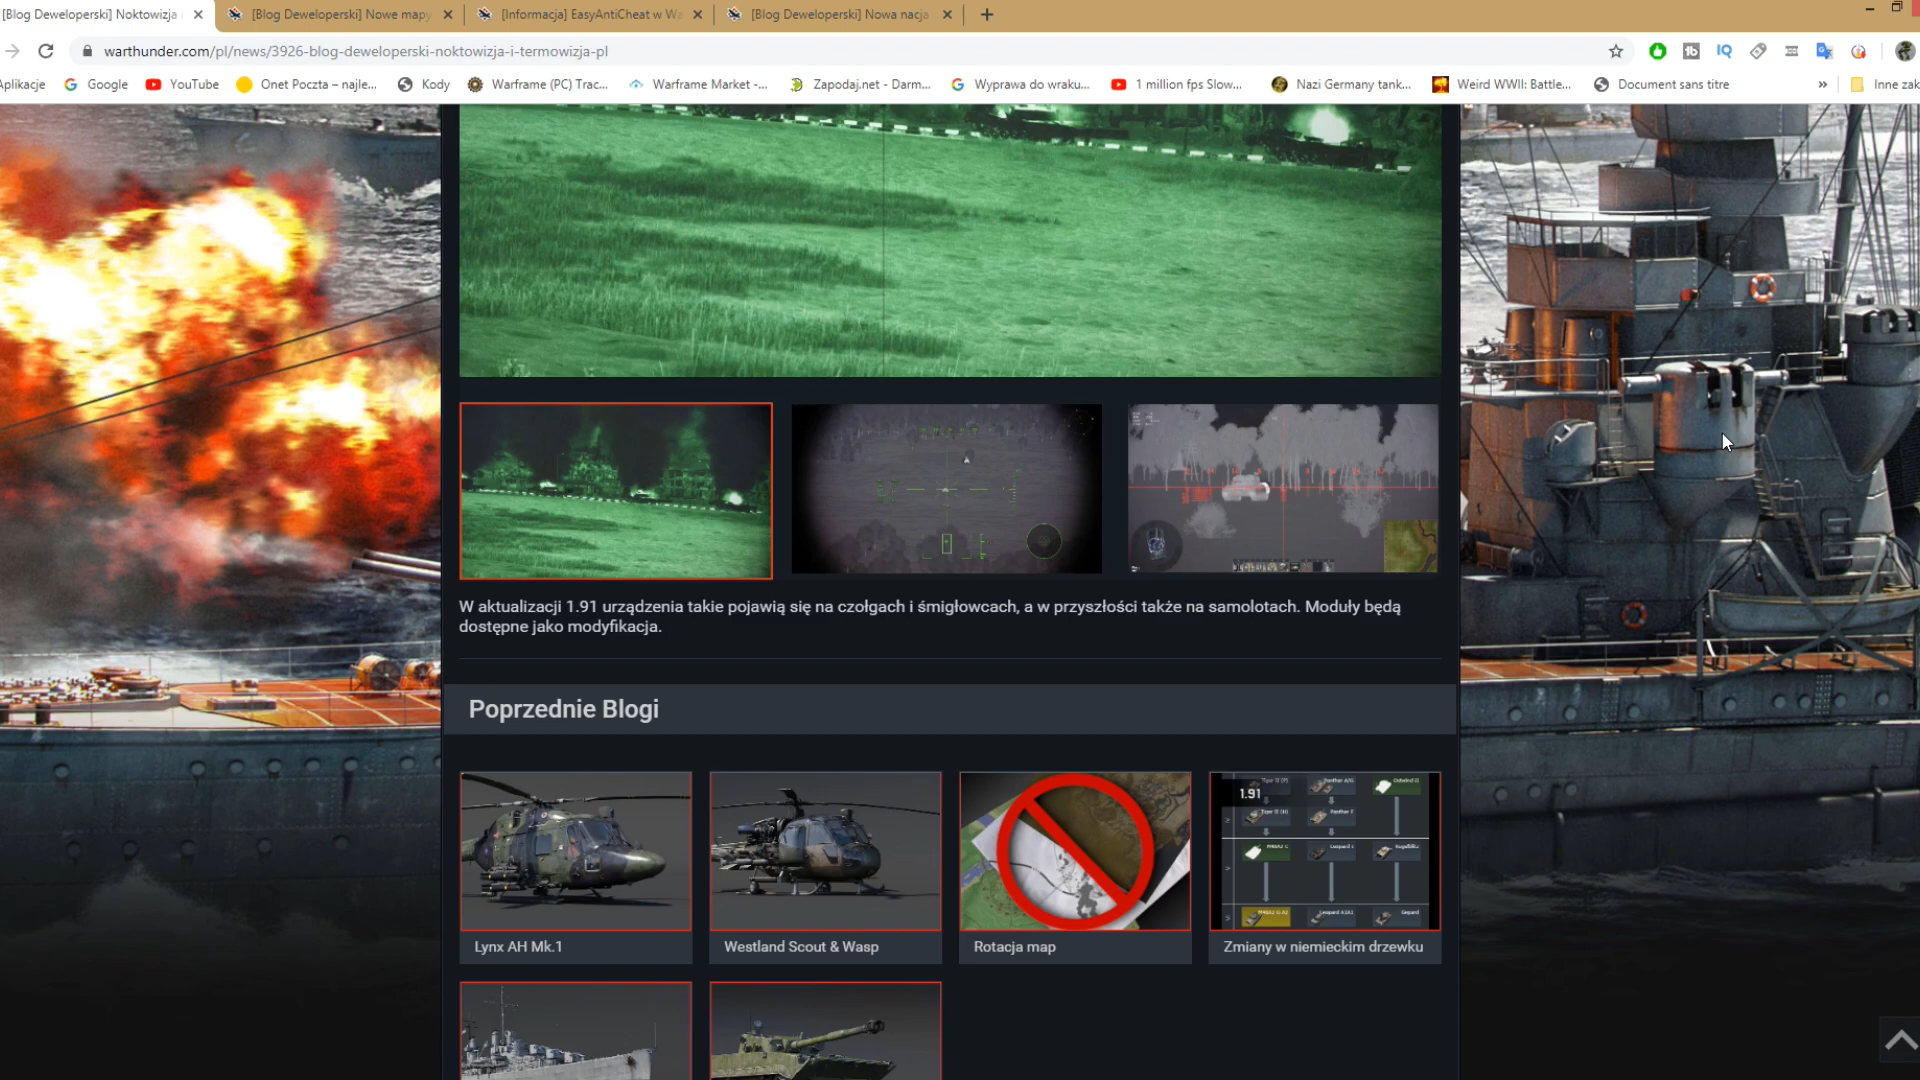 [Blog Deweloperski] Noktowizja
[Blog Deweloperski] Nowe mapy
[Informacja] EasyAntiCheat w Wa
[Blog Deweloperski] Nowa nacja
warthunder.com/pl/news/3926-blog-deweloperski-noktowizja-i-termowizja-pl
Aplikacje
Google
YouTube
Onet Poczta – najle...
Kody
Warframe (PC) Trac...
Warframe Market -...
Zapodaj.net - Darm...
Wyprawa do wraku...
1 million fps Slow...
Nazi Germany tank...
Weird WWII: Battle...
Document sans titre
»
Inne zak
W aktualizacji 1.91 urządzenia takie pojawią się na czołgach i śmigłowcach, a w przyszłości także na samolotach. Moduły będą
dostępne jako modyfikacja.
Poprzednie Blogi
1.91
Lynx AH Mk.1
Westland Scout & Wasp
Rotacja map
Zmiany w niemieckim drzewku